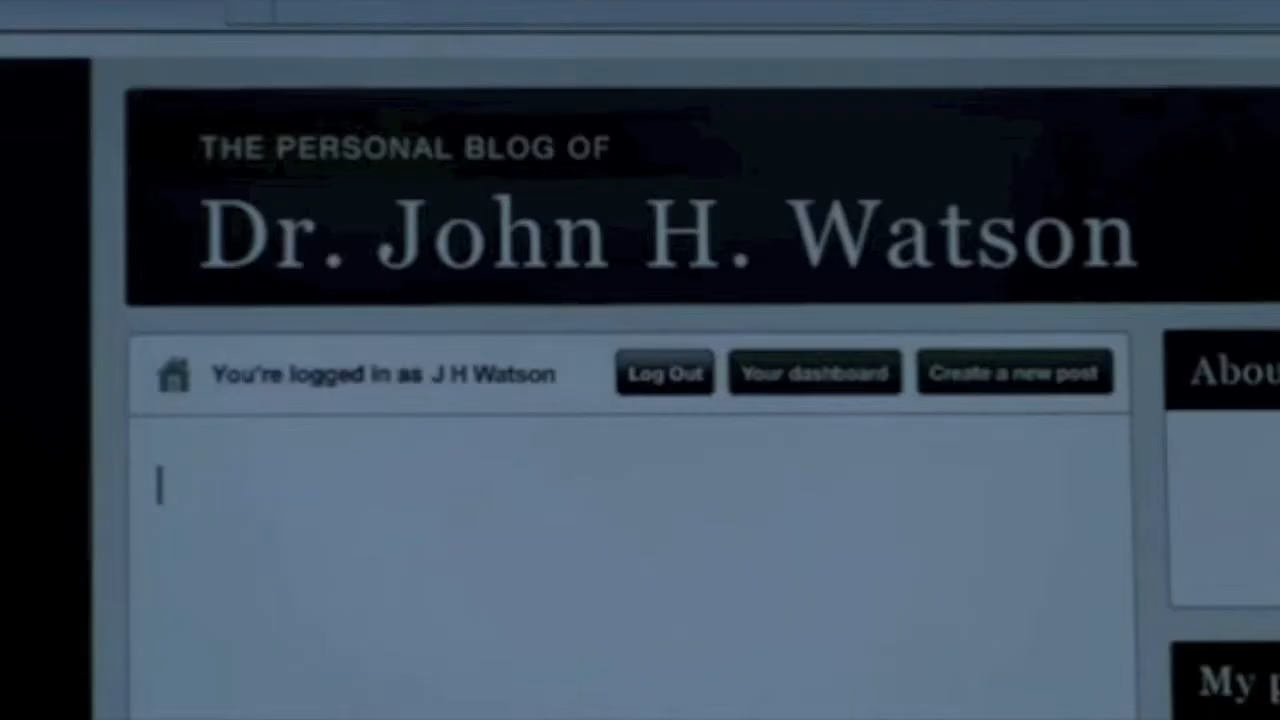 THE PERSONAL BLOG OF
Dr. John H. Watson
You're logged in as J H Watson
Log Out
Your dashboard
Create a new post
Abou
My p